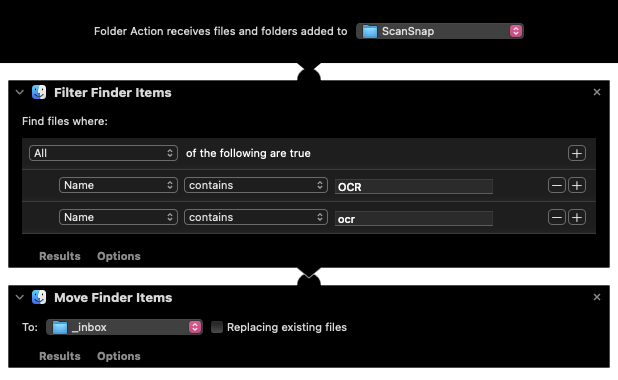 Folder Action receives files and folders added to ScanSnap
Filter Finder Items
Find files where:
All of the following are true
Name contains OCR
Name contains ocr
Results Options
Move Finder Items
To: _inbox Replacing existing files
Results Options